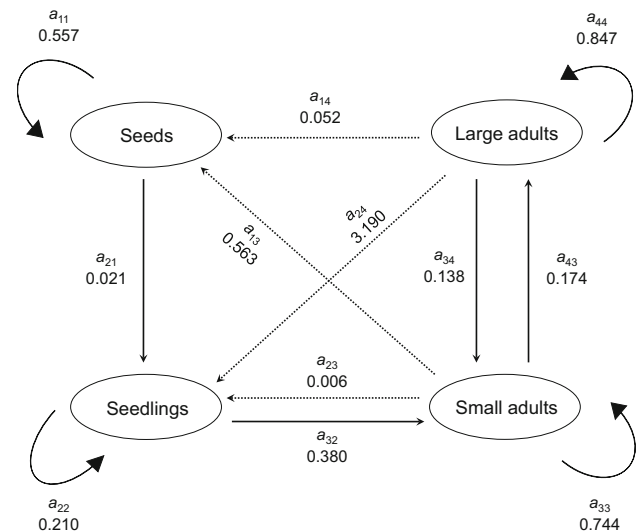 a11
0.557
a44
0.847
Seeds
a14
0.052
Large adults
a13
0.563
a24
3.190
a21
0.021
a34
0.138
a43
0.174
Seedlings
a23
0.006
Small adults
a32
0.380
a22
0.210
a33
0.744